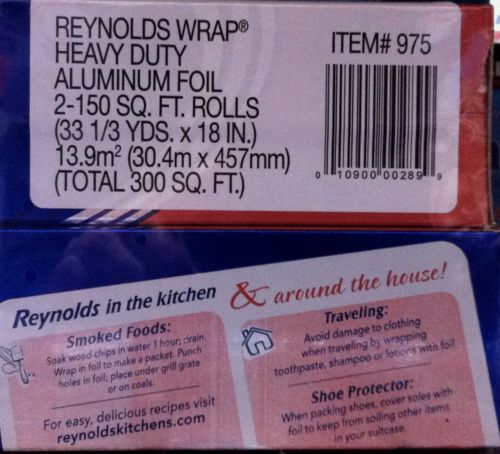 REYNOLDS WRAP®
HEAVY DUTY
ALUMINUM FOIL
2-150 SQ. FT. ROLLS
(33 1/3 YDS. x 18 IN.)
13.9m² (30.4m x 457mm)
(TOTAL 300 SQ. FT.)
ITEM# 975
0 10900 00289 9
Reynolds in the kitchen & around the house!
Smoked Foods:
Soak wood chips in water 1 hour; drain.
Wrap in foil to make a packet. Punch
holes in foil; place under grill grate
or on coals.
For easy, delicious recipes visit
reynoldskitchens.com
Traveling:
Avoid damage to clothing
when traveling by wrapping
toothpaste, shampoo or lotions with foil.
Shoe Protector:
When packing shoes, cover soles with
foil to keep from soiling other items
in your suitcase.